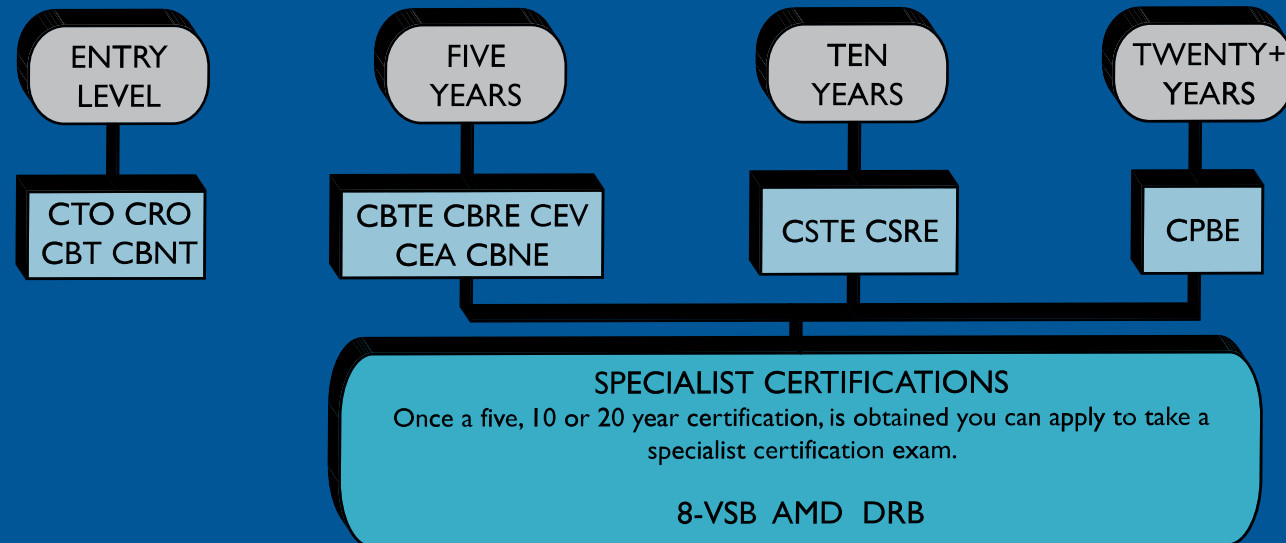 ENTRY
LEVEL
CTO CRO
CBT CBNT
FIVE
YEARS
CBTE CBRE CEV
CEA CBNE
TEN
YEARS
CSTE CSRE
TWENTY+
YEARS
CPBE
SPECIALIST CERTIFICATIONS
Once a five, 10 or 20 year certification, is obtained you can apply to take a
specialist certification exam.
8-VSB AMD DRB